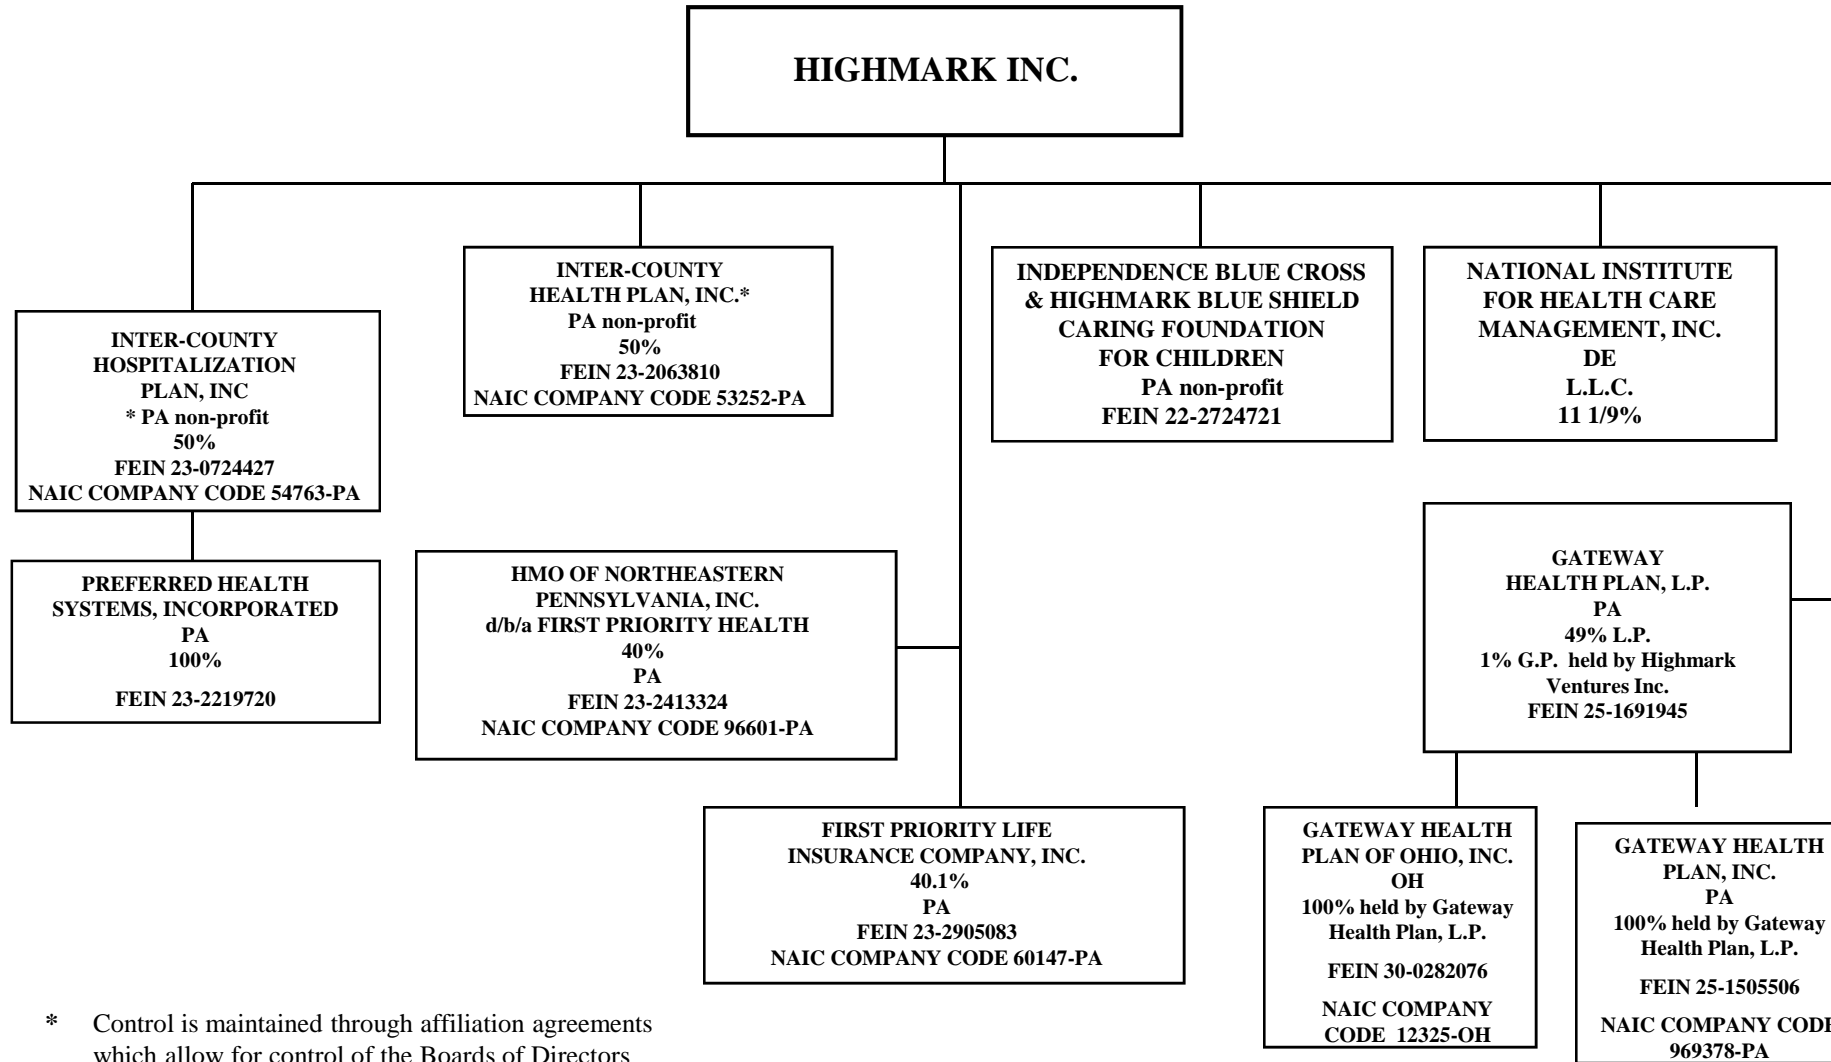 HIGHMARK INC.
INTER-COUNTY
HOSPITALIZATION
PLAN, INC
* PA non-profit
50%
FEIN 23-0724427
NAIC COMPANY CODE 54763-PA
INTER-COUNTY
HEALTH PLAN, INC.*
PA non-profit
50%
FEIN 23-2063810
NAIC COMPANY CODE 53252-PA
INDEPENDENCE BLUE CROSS
& HIGHMARK BLUE SHIELD
CARING FOUNDATION
FOR CHILDREN
PA non-profit
FEIN 22-2724721
NATIONAL INSTITUTE
FOR HEALTH CARE
MANAGEMENT, INC.
DE
L.L.C.
11 1/9%
PREFERRED HEALTH
SYSTEMS, INCORPORATED
PA
100%
FEIN 23-2219720
HMO OF NORTHEASTERN
PENNSYLVANIA, INC.
d/b/a FIRST PRIORITY HEALTH
40%
PA
FEIN 23-2413324
NAIC COMPANY CODE 96601-PA
GATEWAY
HEALTH PLAN, L.P.
PA
49% L.P.
1% G.P. held by Highmark
Ventures Inc.
FEIN 25-1691945
FIRST PRIORITY LIFE
INSURANCE COMPANY, INC.
40.1%
PA
FEIN 23-2905083
NAIC COMPANY CODE 60147-PA
GATEWAY HEALTH
PLAN OF OHIO, INC.
OH
100% held by Gateway
Health Plan, L.P.
FEIN 30-0282076
NAIC COMPANY
CODE 12325-OH
GATEWAY HEALTH
PLAN, INC.
PA
100% held by Gateway
Health Plan, L.P.
FEIN 25-1505506
NAIC COMPANY CODE
969378-PA
* Control is maintained through affiliation agreements
which allow for control of the Boards of Directors